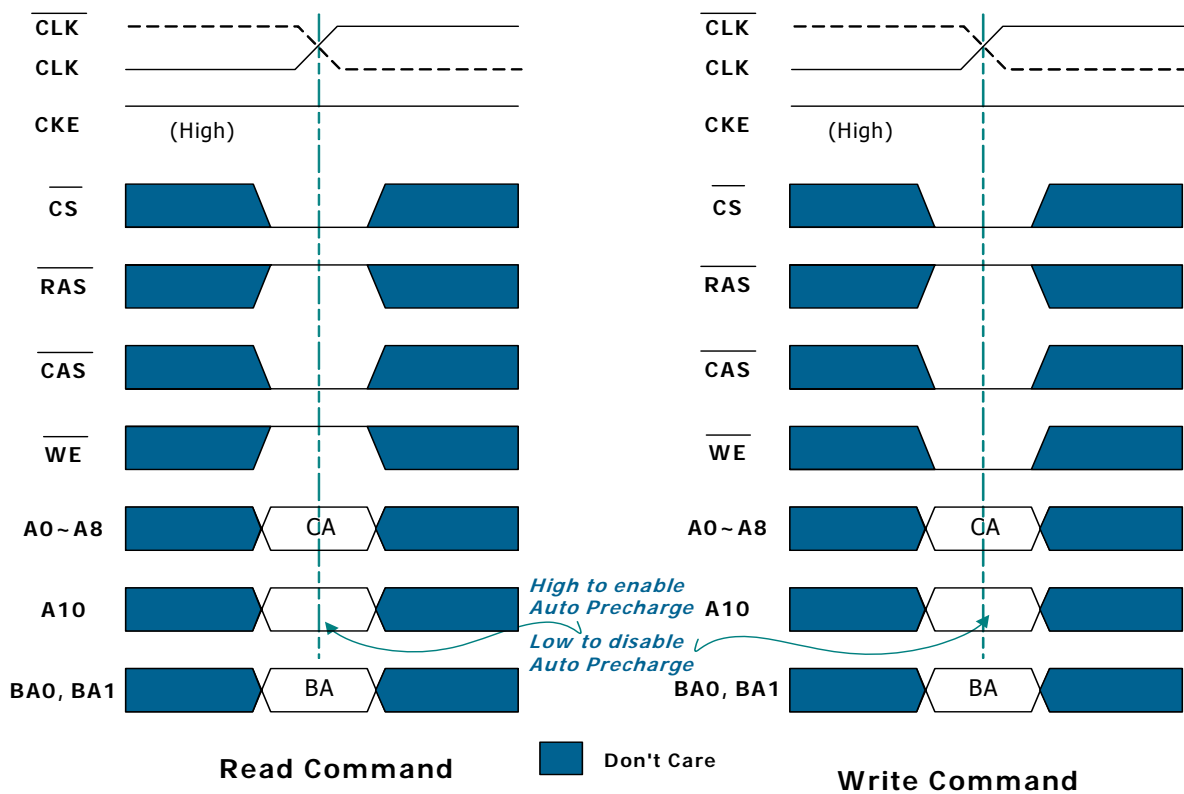 CLK
CLK
CKE
(High)
CS
RAS
CAS
WE
A0~A8
CA
A10
BA0, BA1
BA
Read Command
High to enable
Auto Precharge
Low to disable
Auto Precharge
Don't Care
CLK
CLK
CKE
(High)
CS
RAS
CAS
WE
A0~A8
CA
A10
BA0, BA1
BA
Write Command